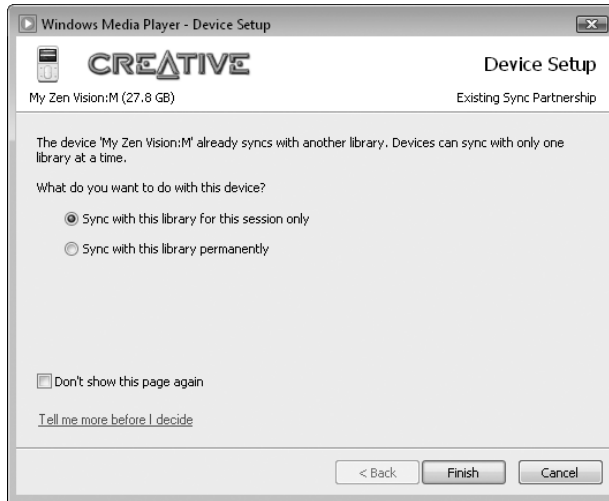 Windows Media Player - Device Setup
CREATIVE
Device Setup
My Zen Vision:M (27.8 GB)
Existing Sync Partnership
The device 'My Zen Vision:M' already syncs with another library. Devices can sync with only one
library at a time.
What do you want to do with this device?
Sync with this library for this session only
Sync with this library permanently
Don't show this page again
Tell me more before I decide
< Back
Finish
Cancel